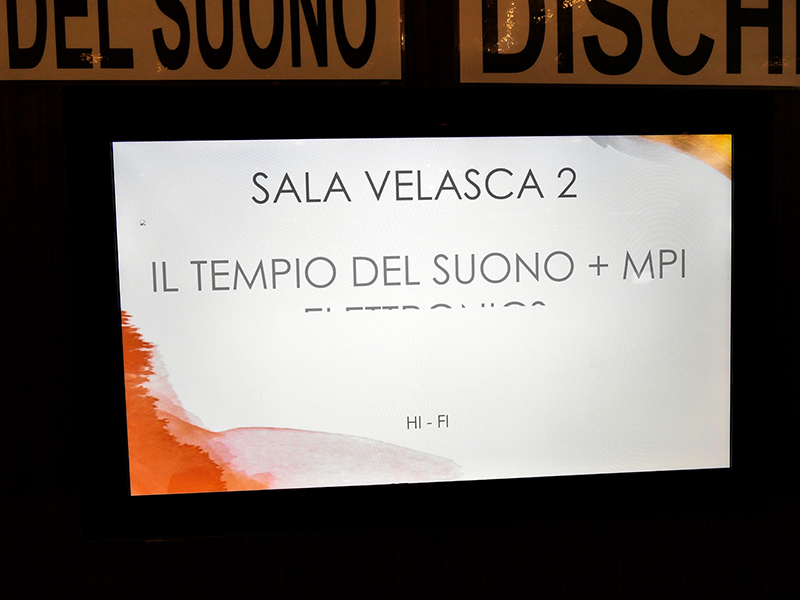 DEL SUONO
DISCH
SALA VELASCA 2
IL TEMPIO DEL SUONO + MPI
HI - FI